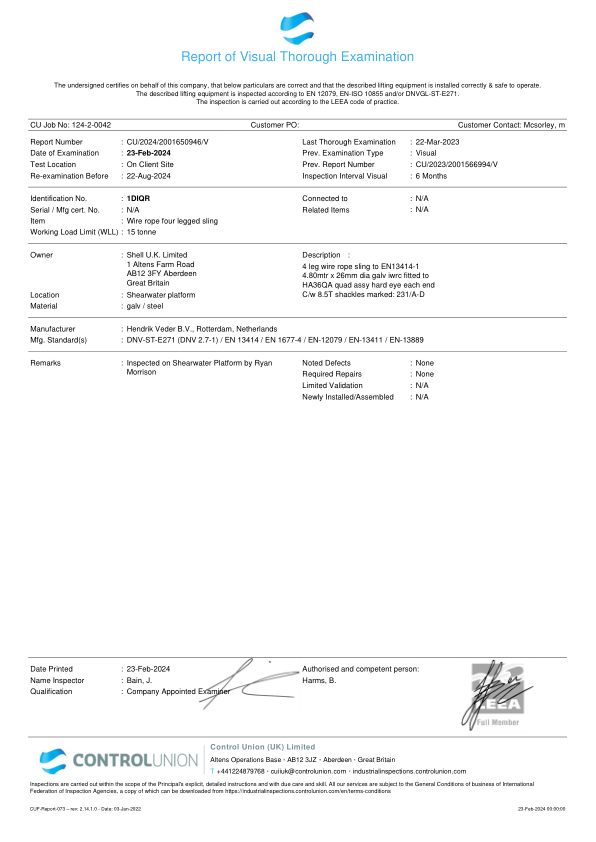 Report of Visual Thorough Examination
The undersigned certifies on behalf of this company, that below particulars are correct and that the described lifting equipment is installed correctly & safe to operate.
The described lifting equipment is inspected according to EN 12079, EN-ISO 10855 and/or DNVGL-ST-E271.
The inspection is carried out according to the LEEA code of practice.
CU Job No: 124-2-0042 Customer PO: Customer Contact: Mcsorley, m
Report Number : CU/2024/2001650946/V Last Thorough Examination : 22-Mar-2023
Date of Examination : 23-Feb-2024 Prev. Examination Type : Visual
Test Location : On Client Site Prev. Report Number : CU/2023/2001566994/V
Re-examination Before : 22-Aug-2024 Inspection Interval Visual : 6 Months
Identification No. : 1DIQR Connected to : N/A
Serial / Mfg cert. No. : N/A Related Items : N/A
Item : Wire rope four legged sling
Working Load Limit (WLL) : 15 tonne
Owner : Shell U.K. Limited Description :
1 Altens Farm Road 4 leg wire rope sling to EN13414-1
AB12 3FY Aberdeen 4.80mtr x 26mm dia galv iwrc fitted to
Great Britain HA36QA quad assy hard eye each end
Location : Shearwater platform C/w 8.5T shackles marked: 231/A-D
Material : galv / steel
Manufacturer : Hendrik Veder B.V., Rotterdam, Netherlands
Mfg. Standard(s) : DNV-ST-E271 (DNV 2.7-1) / EN 13414 / EN 1677-4 / EN-12079 / EN-13411 / EN-13889
Remarks : Inspected on Shearwater Platform by Ryan Noted Defects : None
Morrison Required Repairs : None
Limited Validation : N/A
Newly Installed/Assembled : N/A
Date Printed : 23-Feb-2024 Authorised and competent person:
Name Inspector : Bain, J. Harms, B.
Qualification : Company Appointed Examiner
LEEA
Full Member
CONTROLUNION
Control Union (UK) Limited
Altens Operations Base - AB12 3JZ - Aberdeen - Great Britain
T +441224879768 - cuiiuk@controlunion.com - industrialinspections.controlunion.com
Inspections are carried out within the scope of the Principal's explicit, detailed instructions and with due care and skill. All our services are subject to the General Conditions of business of International
Federation of Inspection Agencies, a copy of which can be downloaded from https://industrialinspections.controlunion.com/en/terms-conditions
CUF-Report-073 – rev: 2.14.1.0 - Date: 03-Jan-2022 23-Feb-2024 00:00:00